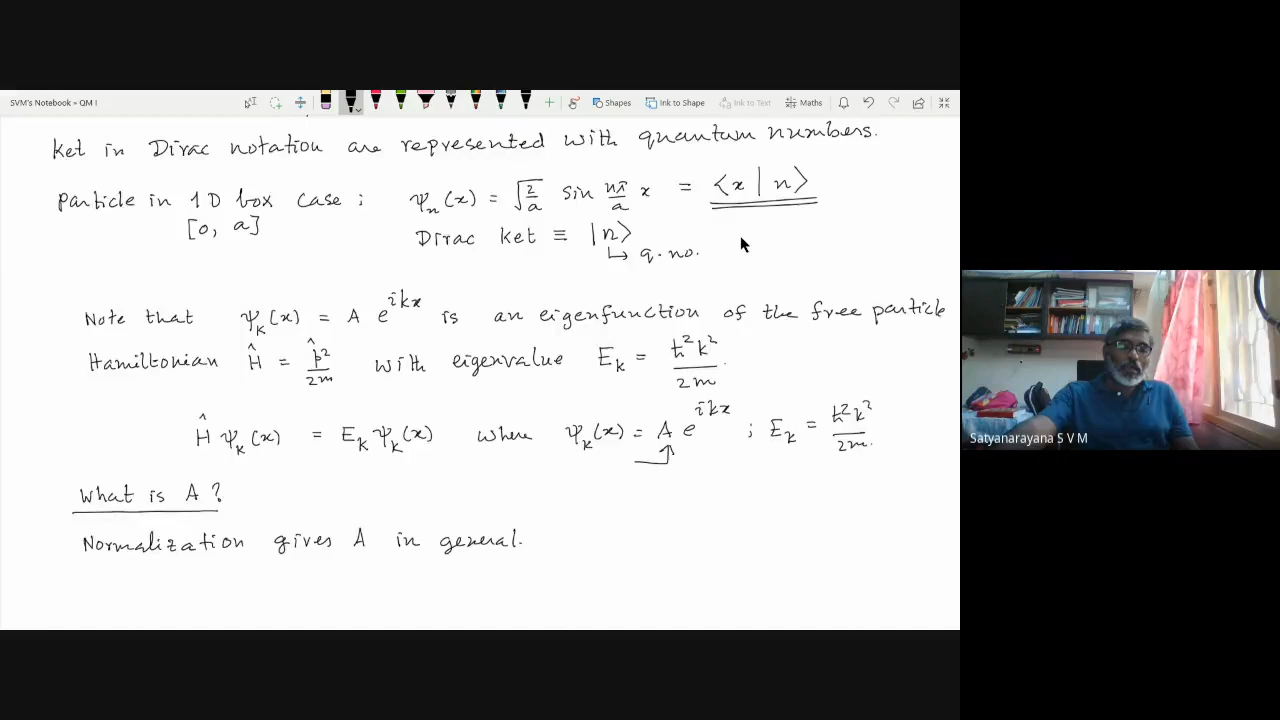 SVM's Notebook » QM I
Shapes Ink to Shape Ink to Text Maths
Ket in Dirac notation are represented with quantum numbers.
Particle in 1D box case ; ψₙ(x) = √(2/a) sin nπ/a x = ⟨x|n⟩
[0, a]
Dirac ket ≡ |n⟩
↳ q. no.
Note that ψₖ(x) = A e^{ikx} is an eigenfunction of the free particle
Hamiltonian Ĥ = p̂²/2m with eigenvalue Eₖ = ħ²k²/2m.
Ĥ ψₖ(x) = Eₖ ψₖ(x) where ψₖ(x) = A e^{ikx} ; Eₖ = ħ²k²/2m.
What is A?
Normalization gives A in general.
Satyanarayana S V M